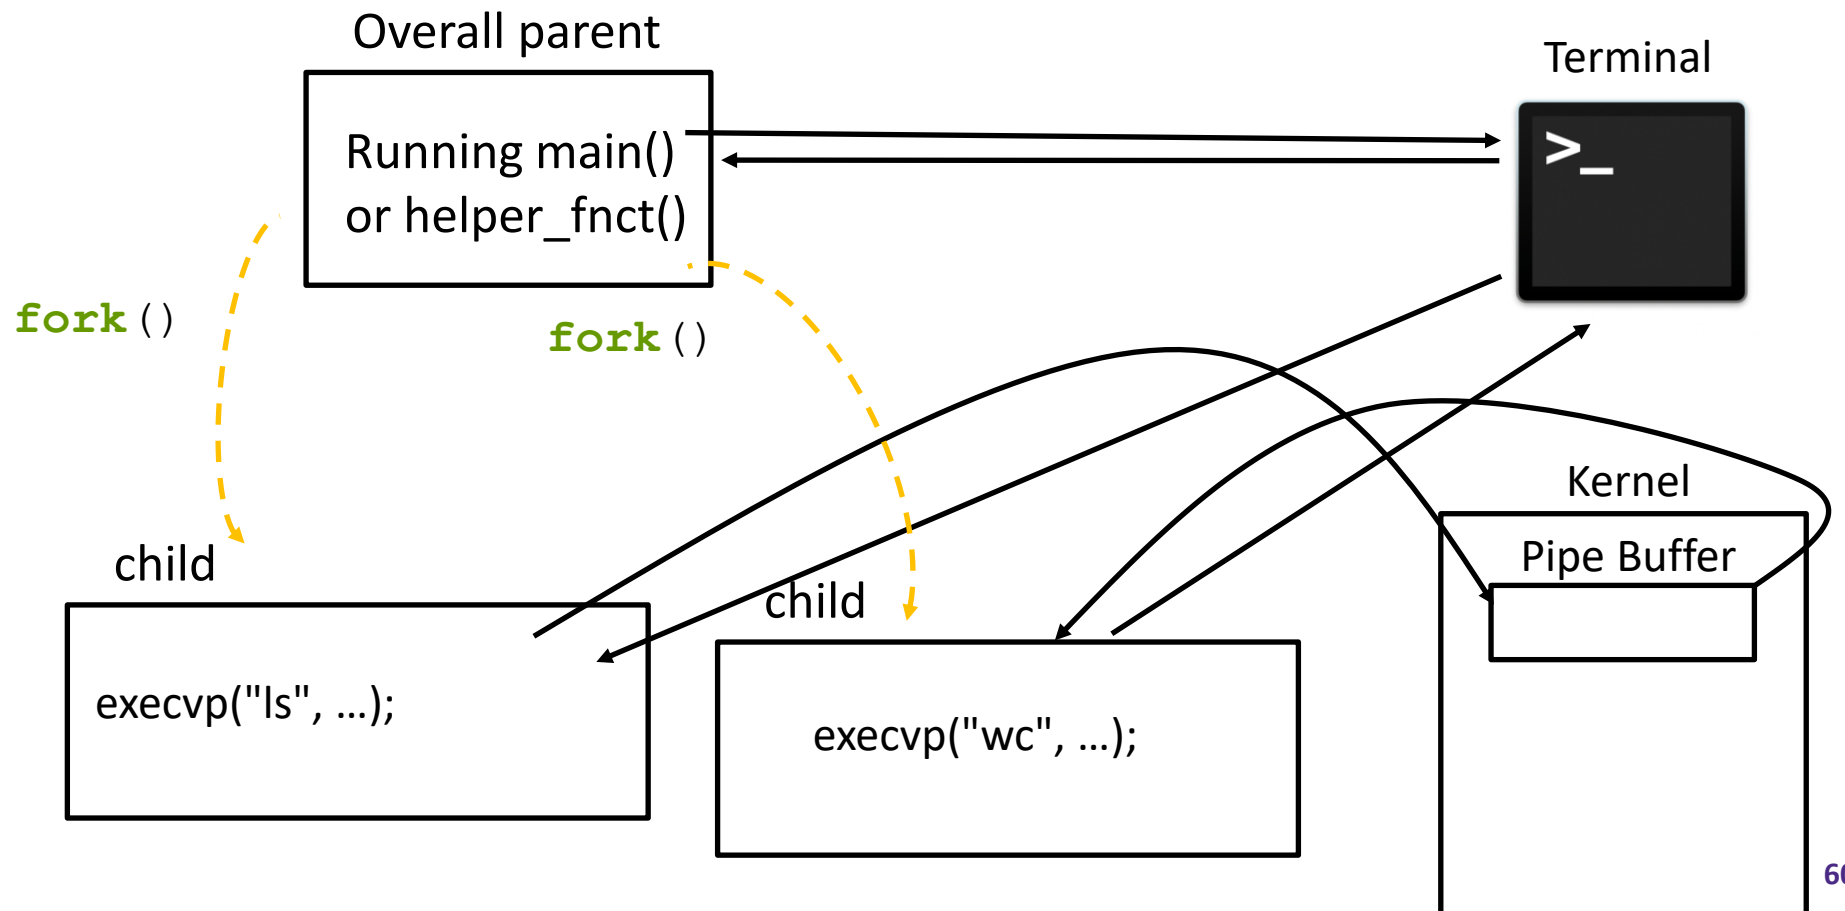 Overall parent
Terminal
Running main()
or helper_fnct()
>_
fork()
fork()
Kernel
Pipe Buffer
child
child
execvp("ls", …);
execvp("wc", …);